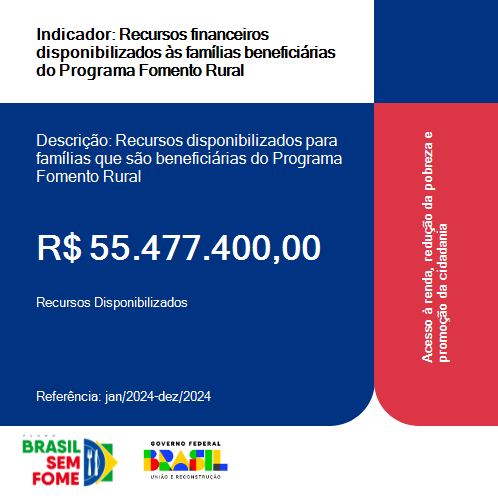 Indicador: Recursos financeiros
disponibilizados às famílias beneficiárias
do Programa Fomento Rural
Descrição: Recursos disponibilizados para
famílias que são beneficiárias do Programa
Fomento Rural
R$ 55.477.400,00
Recursos Disponibilizados
Referência: jan/2024-dez/2024
Acesso à renda, redução da pobreza e
promoção da cidadania
PLANO
BRASIL
SEM
FOME
GOVERNO FEDERAL
BRASIL
UNIÃO E RECONSTRUÇÃO